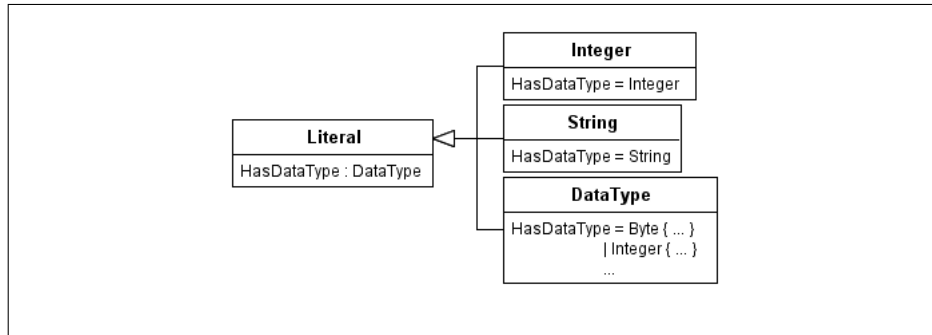 Integer
HasDataType = Integer
String
HasDataType = String
Literal
HasDataType : DataType
DataType
HasDataType = Byte { ... }
| Integer { ... }
...